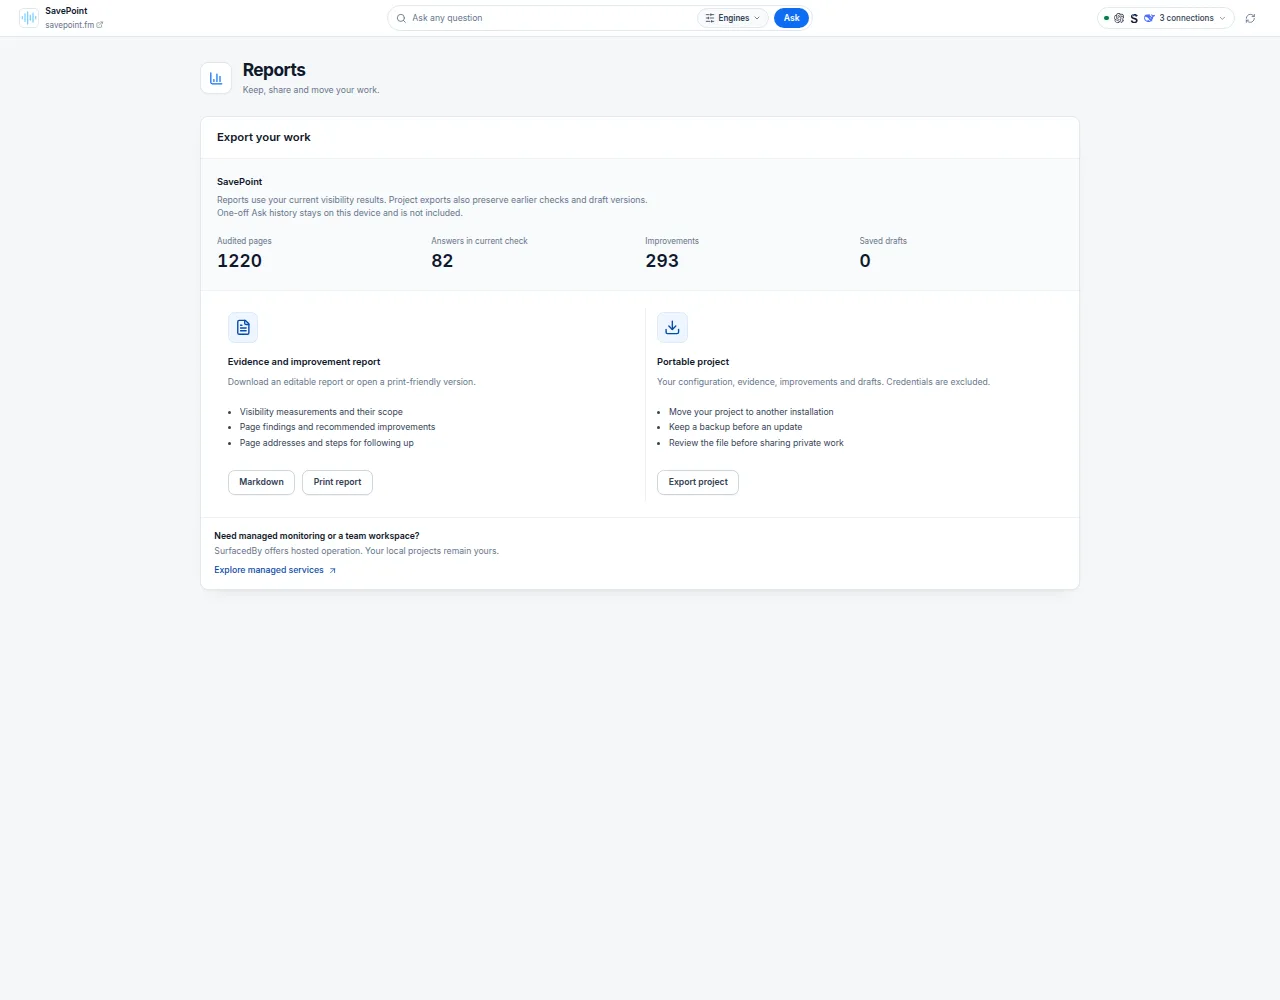 SavePoint
savepoint.fm
Ask any question
Engines
Ask
3 connections
Reports
Keep, share and move your work.
Export your work
SavePoint
Reports use your current visibility results. Project exports also preserve earlier checks and draft versions.
One-off Ask history stays on this device and is not included.
Audited pages
1220
Answers in current check
82
Improvements
293
Saved drafts
0
Evidence and improvement report
Download an editable report or open a print-friendly version.
• Visibility measurements and their scope
• Page findings and recommended improvements
• Page addresses and steps for following up
Markdown
Print report
Portable project
Your configuration, evidence, improvements and drafts. Credentials are excluded.
• Move your project to another installation
• Keep a backup before an update
• Review the file before sharing private work
Export project
Need managed monitoring or a team workspace?
SurfacedBy offers hosted operation. Your local projects remain yours.
Explore managed services